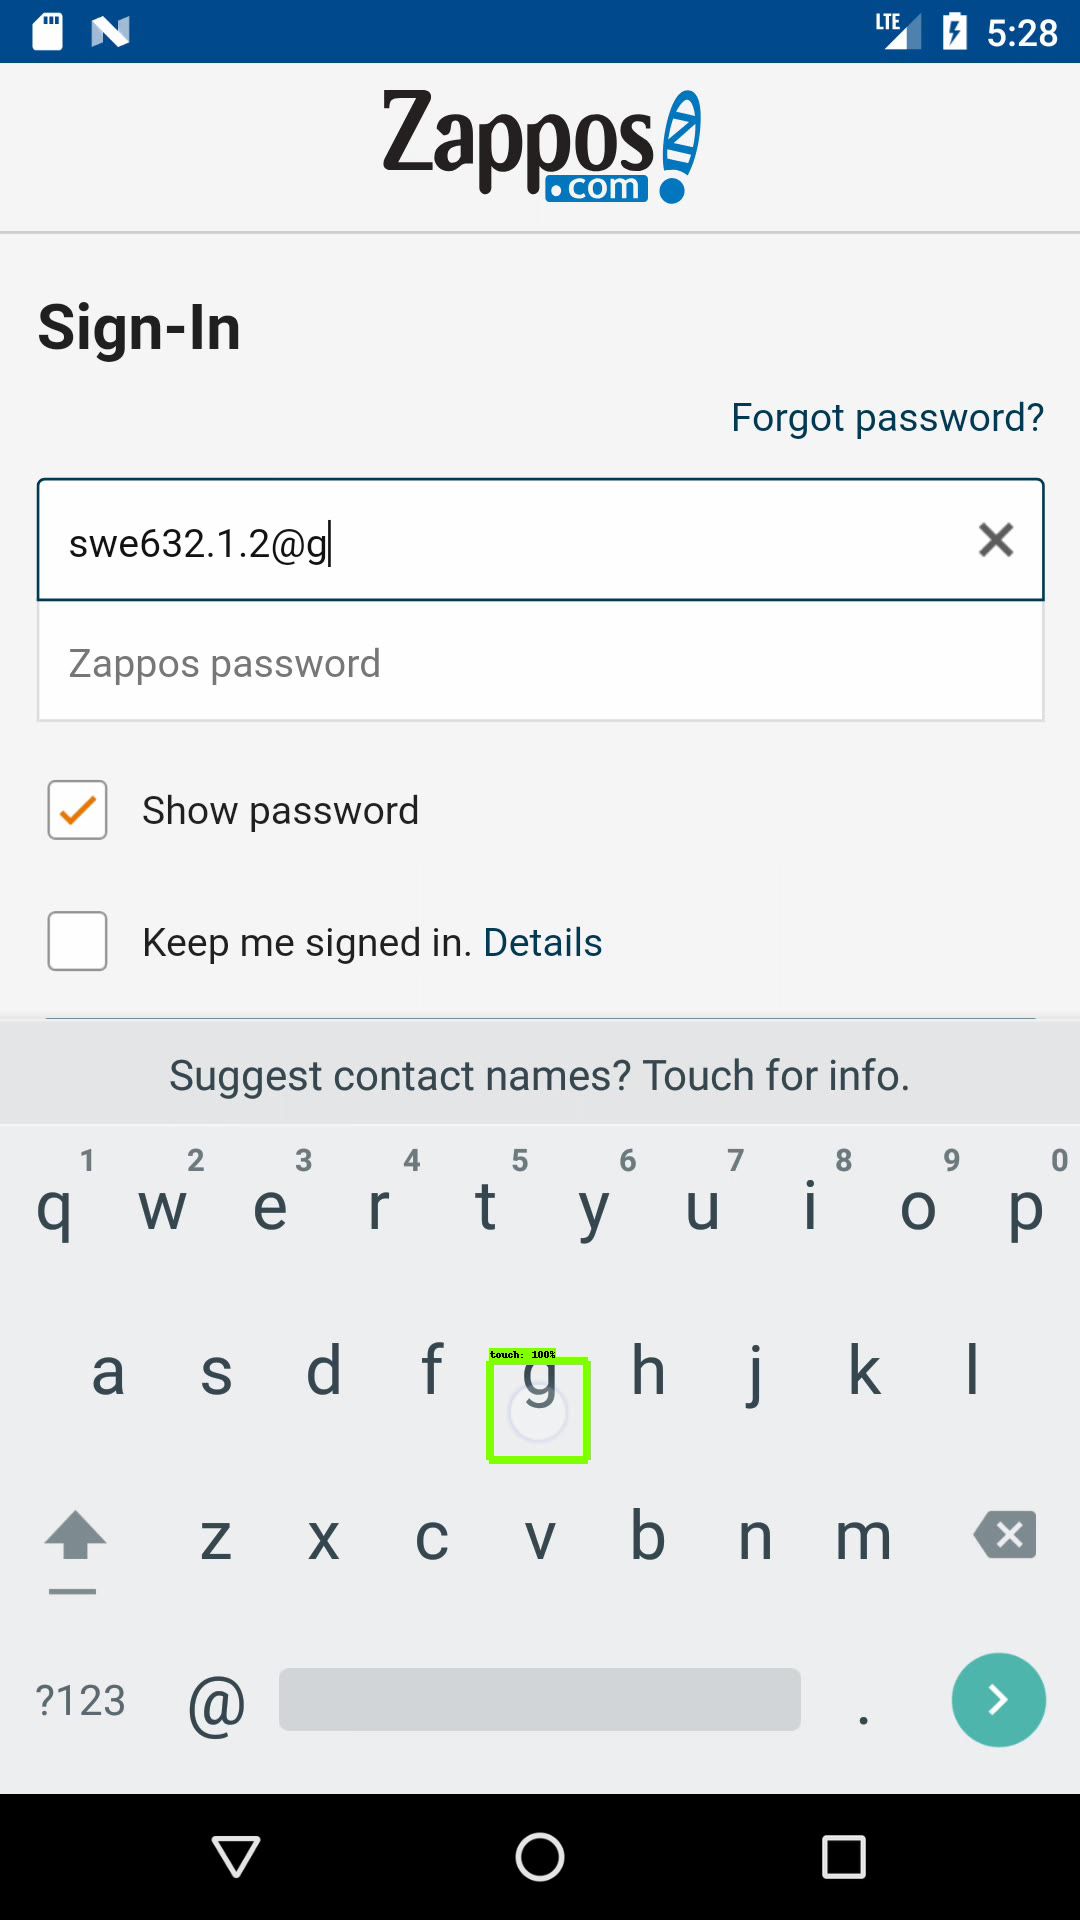 LTE 5:28
Zappos
.com
Sign-In
Forgot password?
swe632.1.2@g
Zappos password
Show password
Keep me signed in. Details
Suggest contact names? Touch for info.
1 2 3 4 5 6 7 8 9 0
q w e r t y u i o p
touch: 100%
a s d f g h j k l
z x c v b n m
?123 @ .